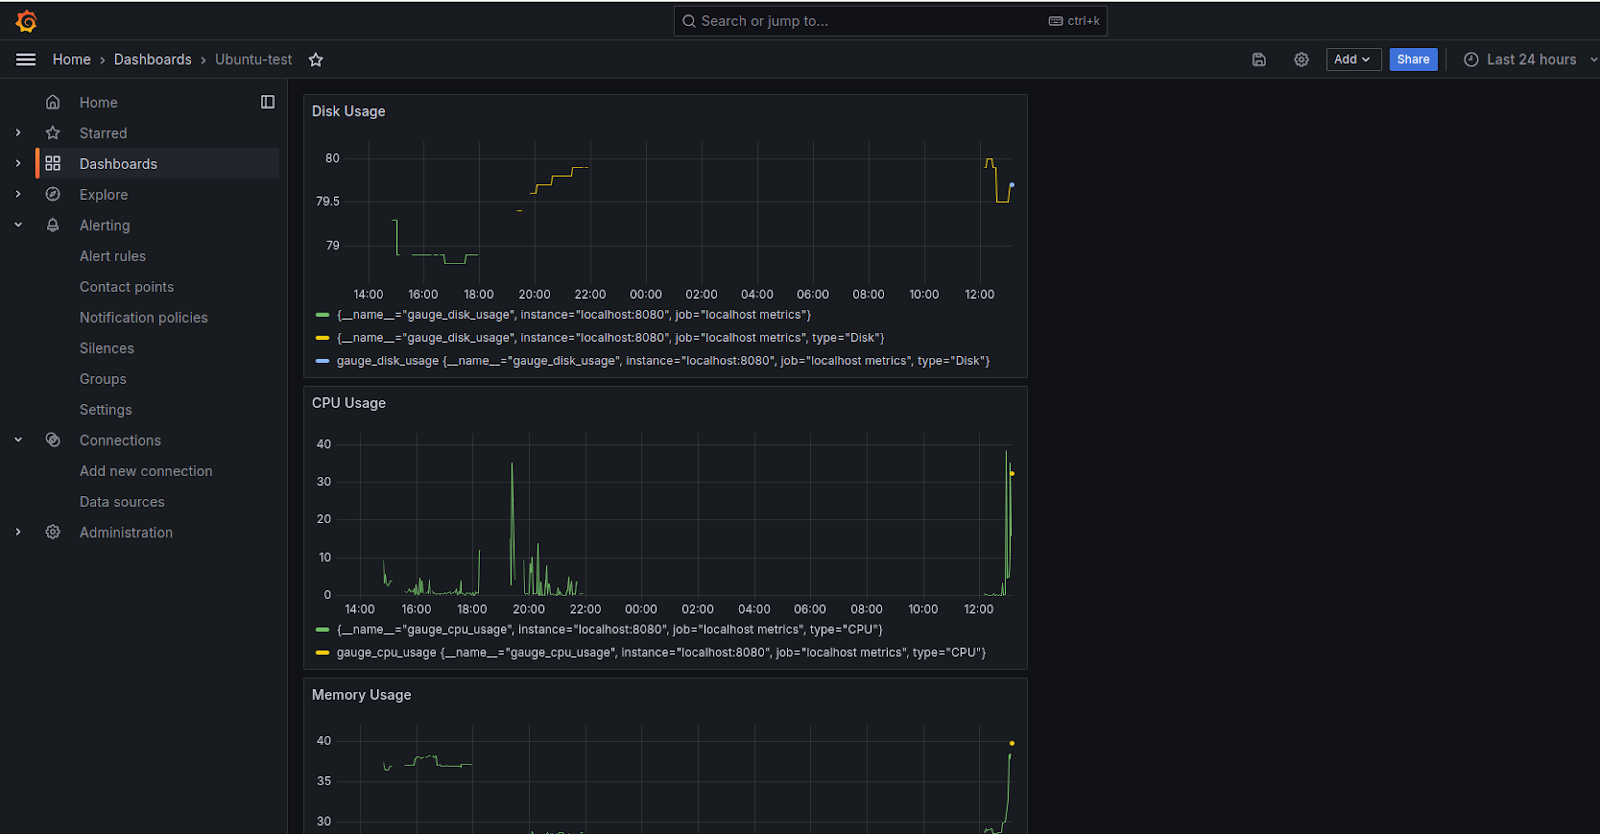 Search or jump to... ctrl+k
Home › Dashboards › Ubuntu-test Add Share Last 24 hours
Home
Starred
Dashboards
Explore
Alerting
Alert rules
Contact points
Notification policies
Silences
Groups
Settings
Connections
Add new connection
Data sources
Administration
Disk Usage
80
79.5
79
14:00 16:00 18:00 20:00 22:00 00:00 02:00 04:00 06:00 08:00 10:00 12:00
{__name__="gauge_disk_usage", instance="localhost:8080", job="localhost metrics"}
{__name__="gauge_disk_usage", instance="localhost:8080", job="localhost metrics", type="Disk"}
gauge_disk_usage {__name__="gauge_disk_usage", instance="localhost:8080", job="localhost metrics", type="Disk"}
CPU Usage
40
30
20
10
0
14:00 16:00 18:00 20:00 22:00 00:00 02:00 04:00 06:00 08:00 10:00 12:00
{__name__="gauge_cpu_usage", instance="localhost:8080", job="localhost metrics", type="CPU"}
gauge_cpu_usage {__name__="gauge_cpu_usage", instance="localhost:8080", job="localhost metrics", type="CPU"}
Memory Usage
40
35
30